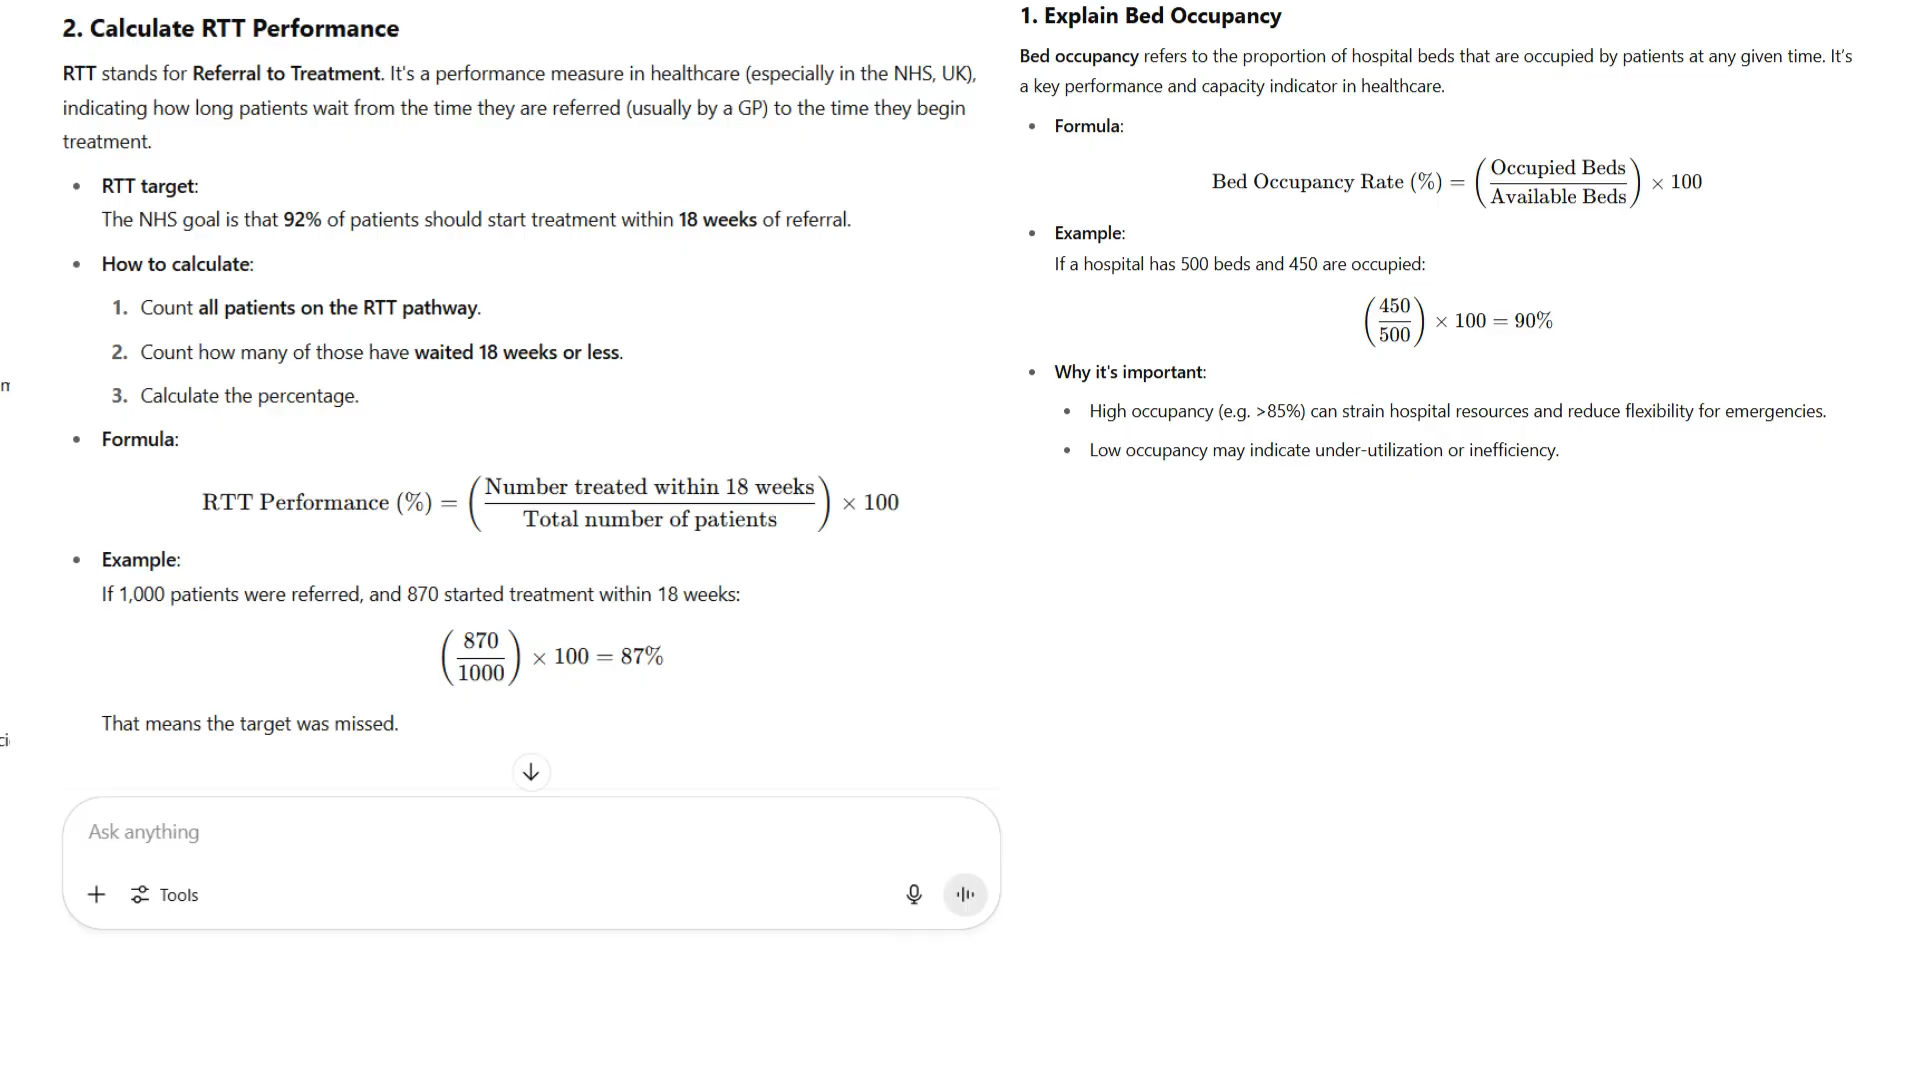 2. Calculate RTT Performance
RTT stands for Referral to Treatment. It's a performance measure in healthcare (especially in the NHS, UK),
indicating how long patients wait from the time they are referred (usually by a GP) to the time they begin
treatment.
• RTT target:
The NHS goal is that 92% of patients should start treatment within 18 weeks of referral.
• How to calculate:
1. Count all patients on the RTT pathway.
2. Count how many of those have waited 18 weeks or less.
3. Calculate the percentage.
• Formula:
RTT Performance (%) = (Number treated within 18 weeks / Total number of patients) × 100
• Example:
If 1,000 patients were referred, and 870 started treatment within 18 weeks:
(870 / 1000) × 100 = 87%
That means the target was missed.
Ask anything
Tools
1. Explain Bed Occupancy
Bed occupancy refers to the proportion of hospital beds that are occupied by patients at any given time. It's
a key performance and capacity indicator in healthcare.
• Formula:
Bed Occupancy Rate (%) = (Occupied Beds / Available Beds) × 100
• Example:
If a hospital has 500 beds and 450 are occupied:
(450 / 500) × 100 = 90%
• Why it's important:
• High occupancy (e.g. >85%) can strain hospital resources and reduce flexibility for emergencies.
• Low occupancy may indicate under-utilization or inefficiency.